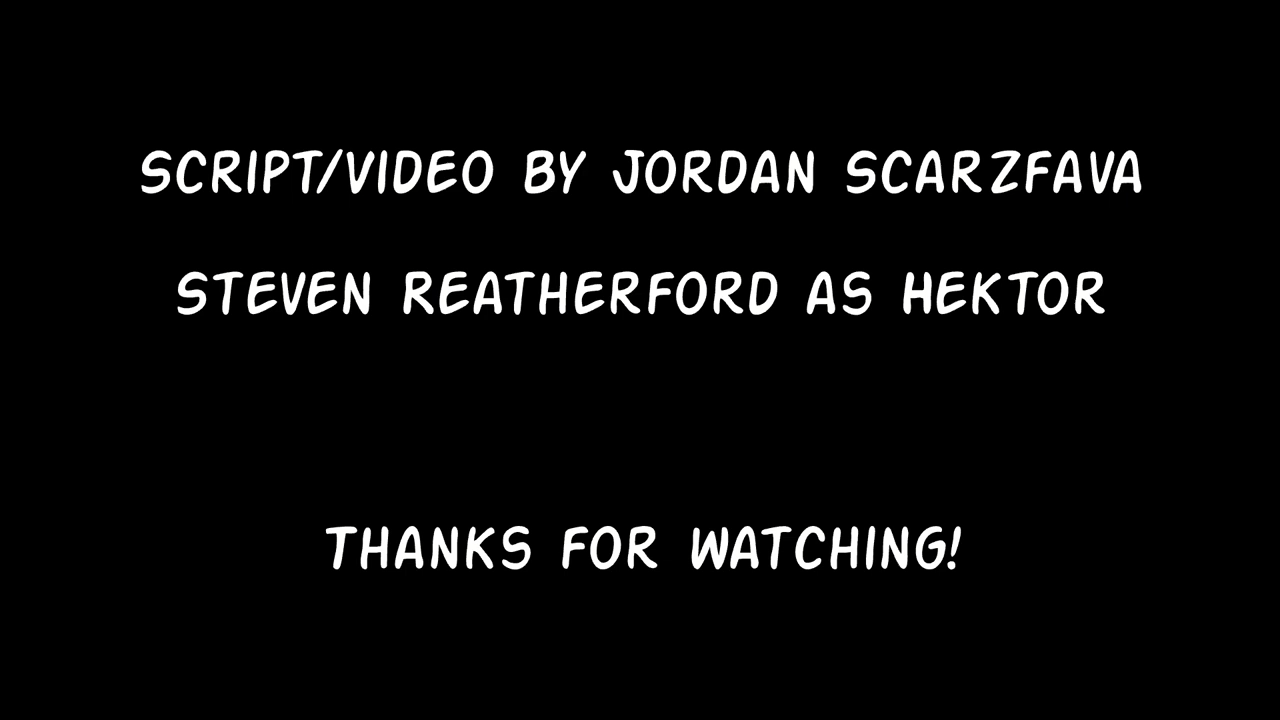 SCRIPT/VIDEO BY JORDAN SCARZFAVA
STEVEN REATHERFORD AS HEKTOR
THANKS FOR WATCHING!